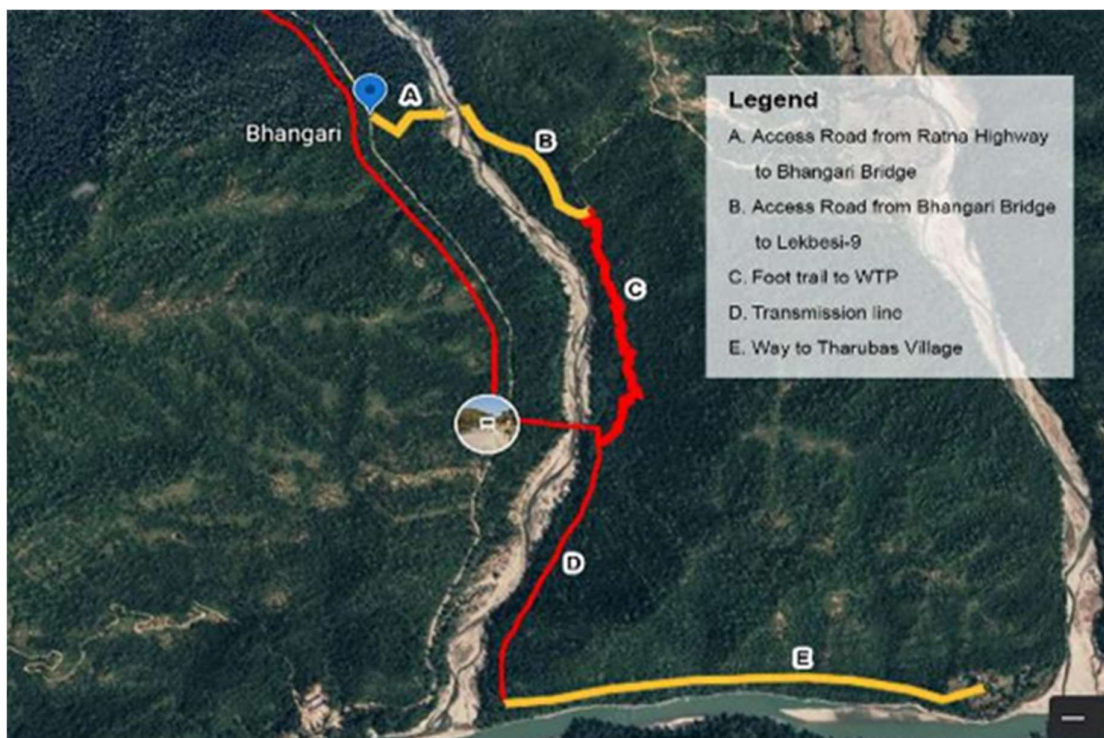 A
Bhangari
B
C
D
E
Legend
A. Access Road from Ratna Highway
to Bhangari Bridge
B. Access Road from Bhangari Bridge
to Lekbesi-9
C. Foot trail to WTP
D. Transmission line
E. Way to Tharubas Village